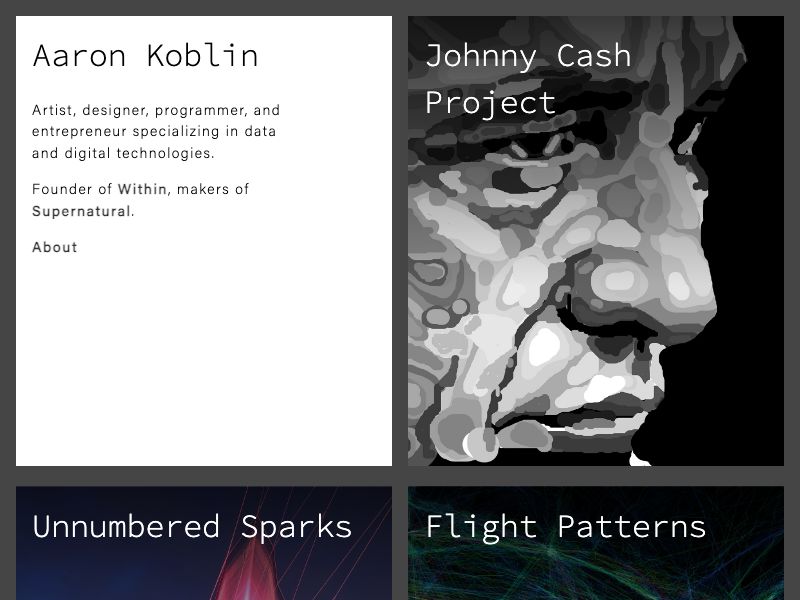 Aaron Koblin
Artist, designer, programmer, and
entrepreneur specializing in data
and digital technologies.
Founder of Within, makers of
Supernatural.
About
Johnny Cash
Project
Unnumbered Sparks
Flight Patterns